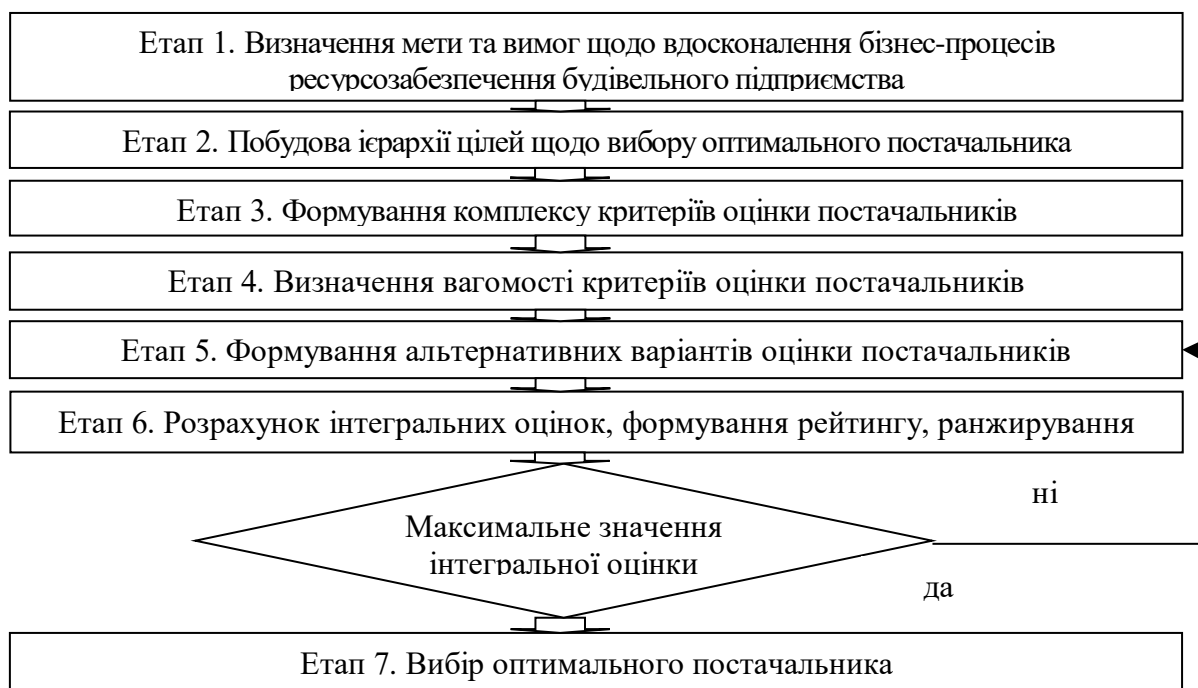 Етап 1. Визначення мети та вимог щодо вдосконалення бізнес-процесів
ресурсозабезпечення будівельного підприємства
Етап 2. Побудова ієрархії цілей щодо вибору оптимального постачальника
Етап 3. Формування комплексу критеріїв оцінки постачальників
Етап 4. Визначення вагомості критеріїв оцінки постачальників
Етап 5. Формування альтернативних варіантів оцінки постачальників
Етап 6. Розрахунок інтегральних оцінок, формування рейтингу, ранжирування
ні
Максимальне значення
інтегральної оцінки
да
Етап 7. Вибір оптимального постачальника